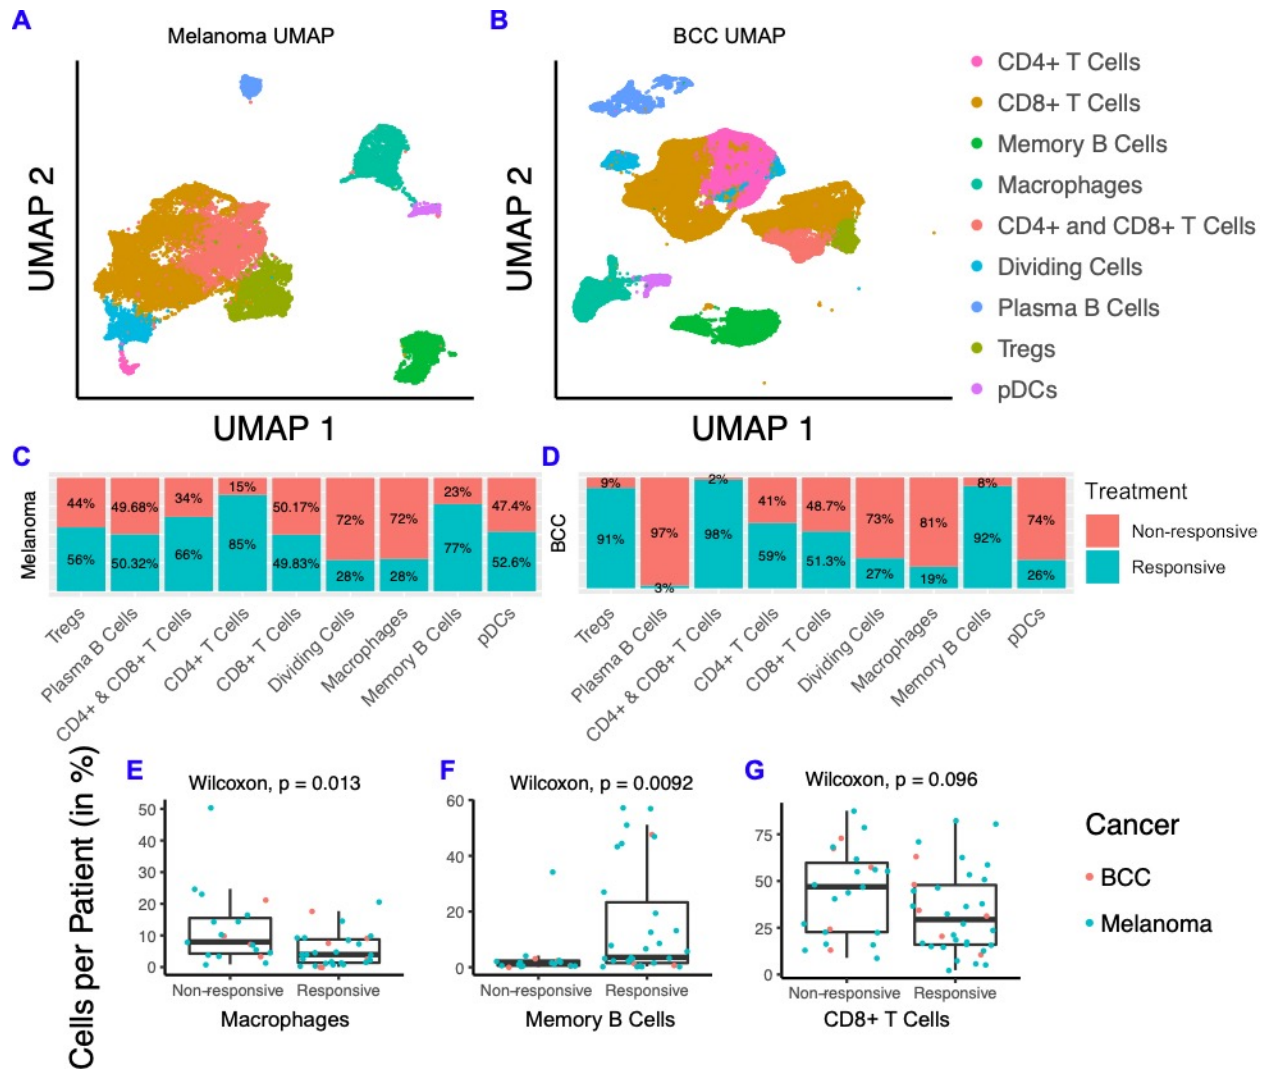 A
B
Melanoma UMAP
BCC UMAP
UMAP 2
UMAP 1
UMAP 2
UMAP 1
CD4+ T Cells
CD8+ T Cells
Memory B Cells
Macrophages
CD4+ and CD8+ T Cells
Dividing Cells
Plasma B Cells
Tregs
pDCs
C
Melanoma
44% 49.68% 34% 15% 50.17% 72% 72% 23% 47.4%
56% 50.32% 66% 85% 49.83% 28% 28% 77% 52.6%
Tregs
Plasma B Cells
CD4+ & CD8+ T Cells
CD4+ T Cells
CD8+ T Cells
Dividing Cells
Macrophages
Memory B Cells
pDCs
D
BCC
9% 97% 2% 41% 48.7% 73% 81% 8% 74%
91% 3% 98% 59% 51.3% 27% 19% 92% 26%
Tregs
Plasma B Cells
CD4+ & CD8+ T Cells
CD4+ T Cells
CD8+ T Cells
Dividing Cells
Macrophages
Memory B Cells
pDCs
Treatment
Non-responsive
Responsive
Cells per Patient (in %)
E
Wilcoxon, p = 0.013
50
40
30
20
10
0
Non-responsive Responsive
Macrophages
F
Wilcoxon, p = 0.0092
60
40
20
0
Non-responsive Responsive
Memory B Cells
G
Wilcoxon, p = 0.096
75
50
25
0
Non-responsive Responsive
CD8+ T Cells
Cancer
BCC
Melanoma